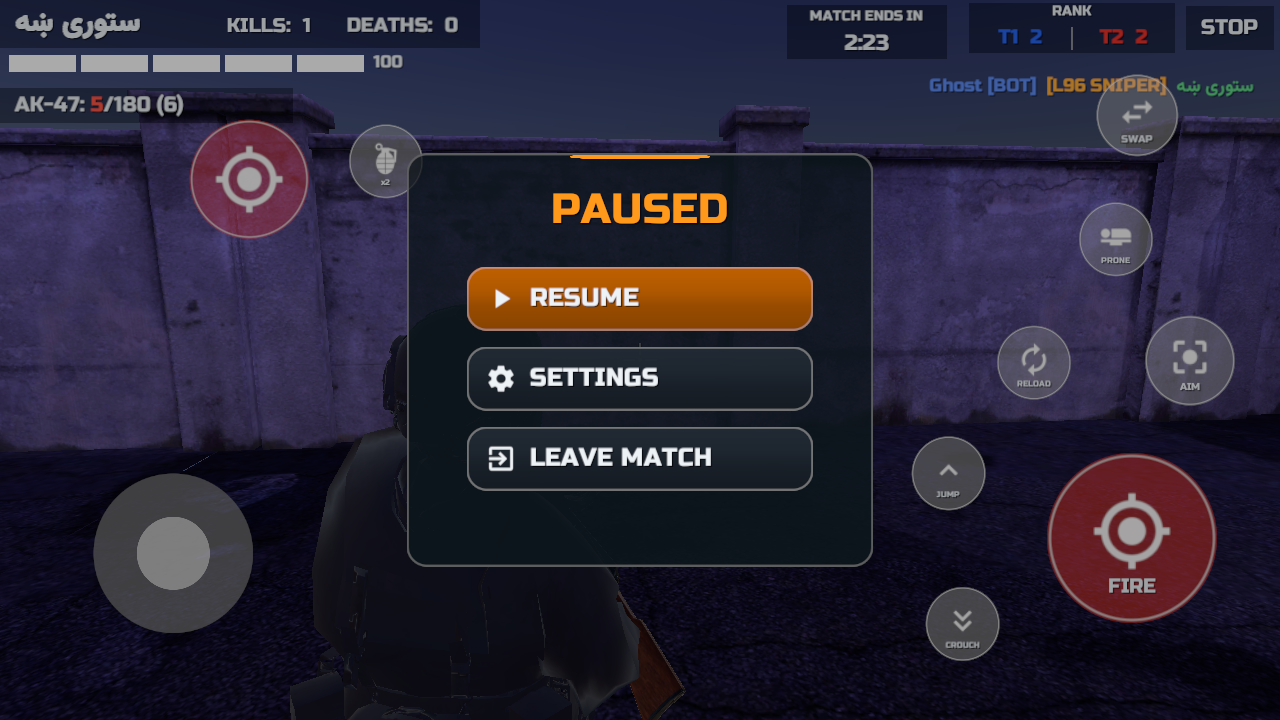 ستوری ښه KILLS: 1 DEATHS: 0
100
AK-47: 5/180 (6)
MATCH ENDS IN
2:23
RANK
T1 2 | T2 2
STOP
Ghost [BOT] [L96 SNIPER] ستوری ښه
SWAP
x2
PAUSED
PRONE
RESUME
SETTINGS
RELOAD
AIM
LEAVE MATCH
JUMP
FIRE
CROUCH